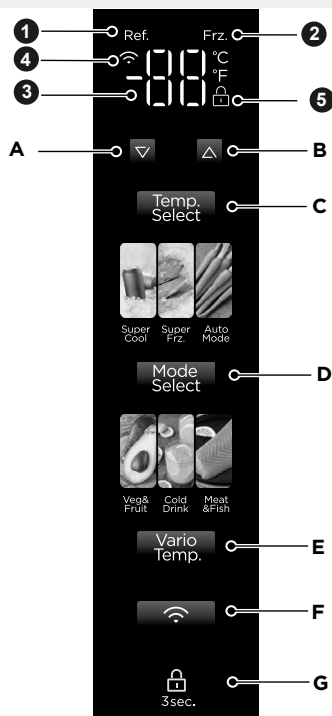 1 Ref. Frz. 2
4 °C
-88 °F
3 5
A B
Temp.
Select
C
Super
Cool
Super
Frz.
Auto
Mode
Mode
Select
D
Veg&
Fruit
Cold
Drink
Meat
&Fish
Vario
Temp.
E
F
G
3sec.